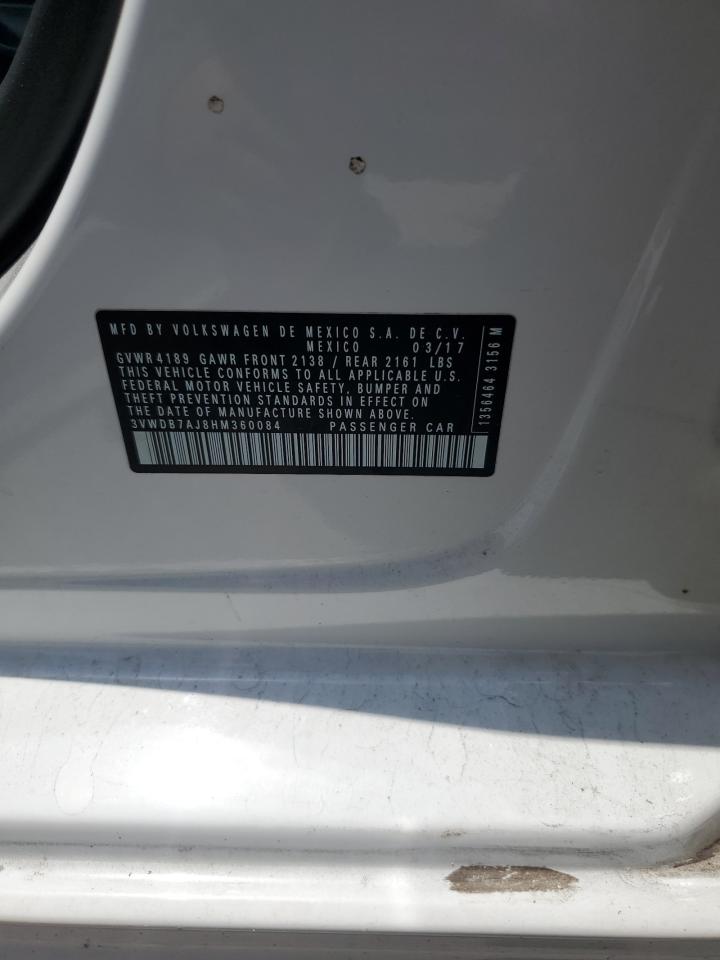 MFD BY VOLKSWAGEN DE MEXICO S.A. DE C.V.
MEXICO 03/17
GVWR 4189 GAWR FRONT 2138 / REAR 2161 LBS
THIS VEHICLE CONFORMS TO ALL APPLICABLE U.S.
FEDERAL MOTOR VEHICLE SAFETY, BUMPER AND
THEFT PREVENTION STANDARDS IN EFFECT ON
THE DATE OF MANUFACTURE SHOWN ABOVE.
3VWDB7AJ8HM360084 PASSENGER CAR
1356464 3156 M